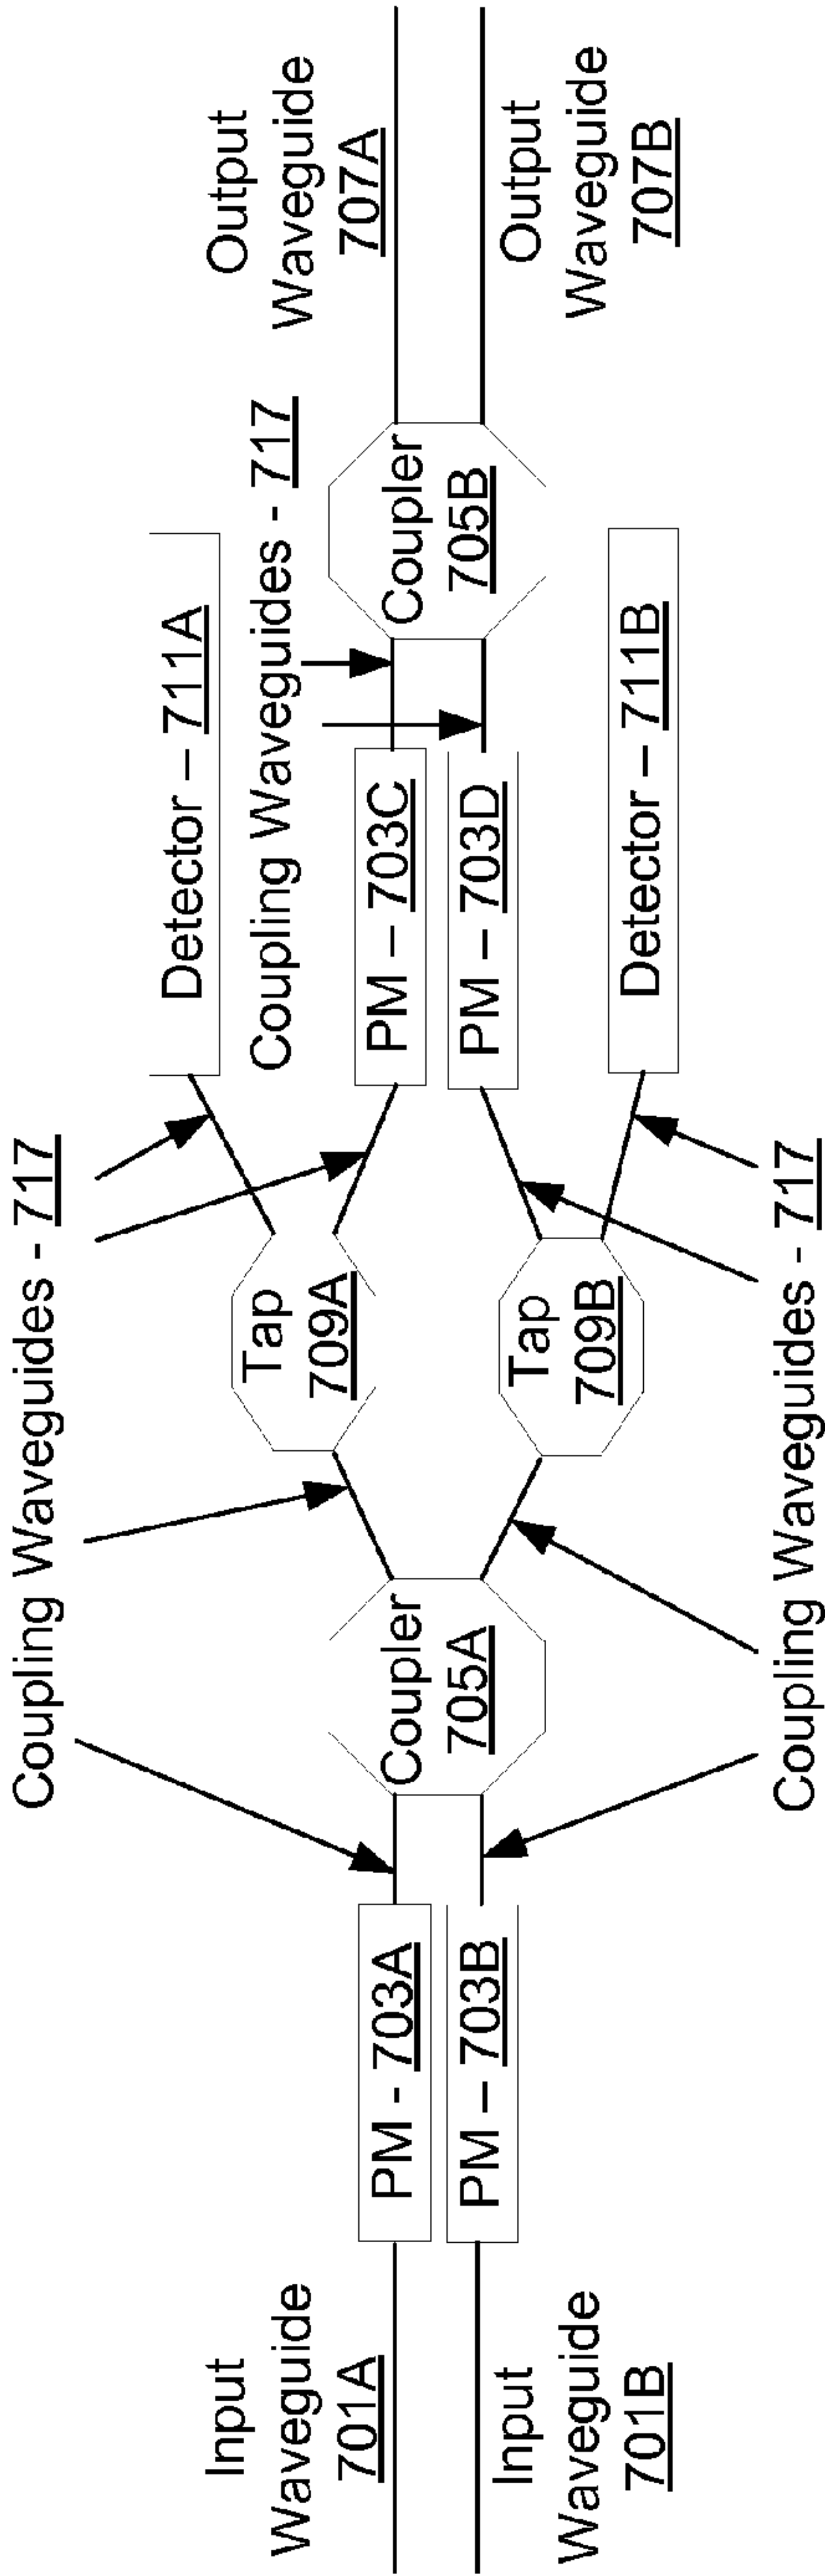 Coupling Waveguides - 717
Input
Waveguide
701A
PM - 703A
Coupler
705A
Tap
709A
Detector – 711A
Coupling Waveguides - 717
PM – 703C
Coupler
705B
Output
Waveguide
707A
Input
Waveguide
701B
PM – 703B
Tap
709B
PM – 703D
Detector – 711B
Output
Waveguide
707B
Coupling Waveguides - 717